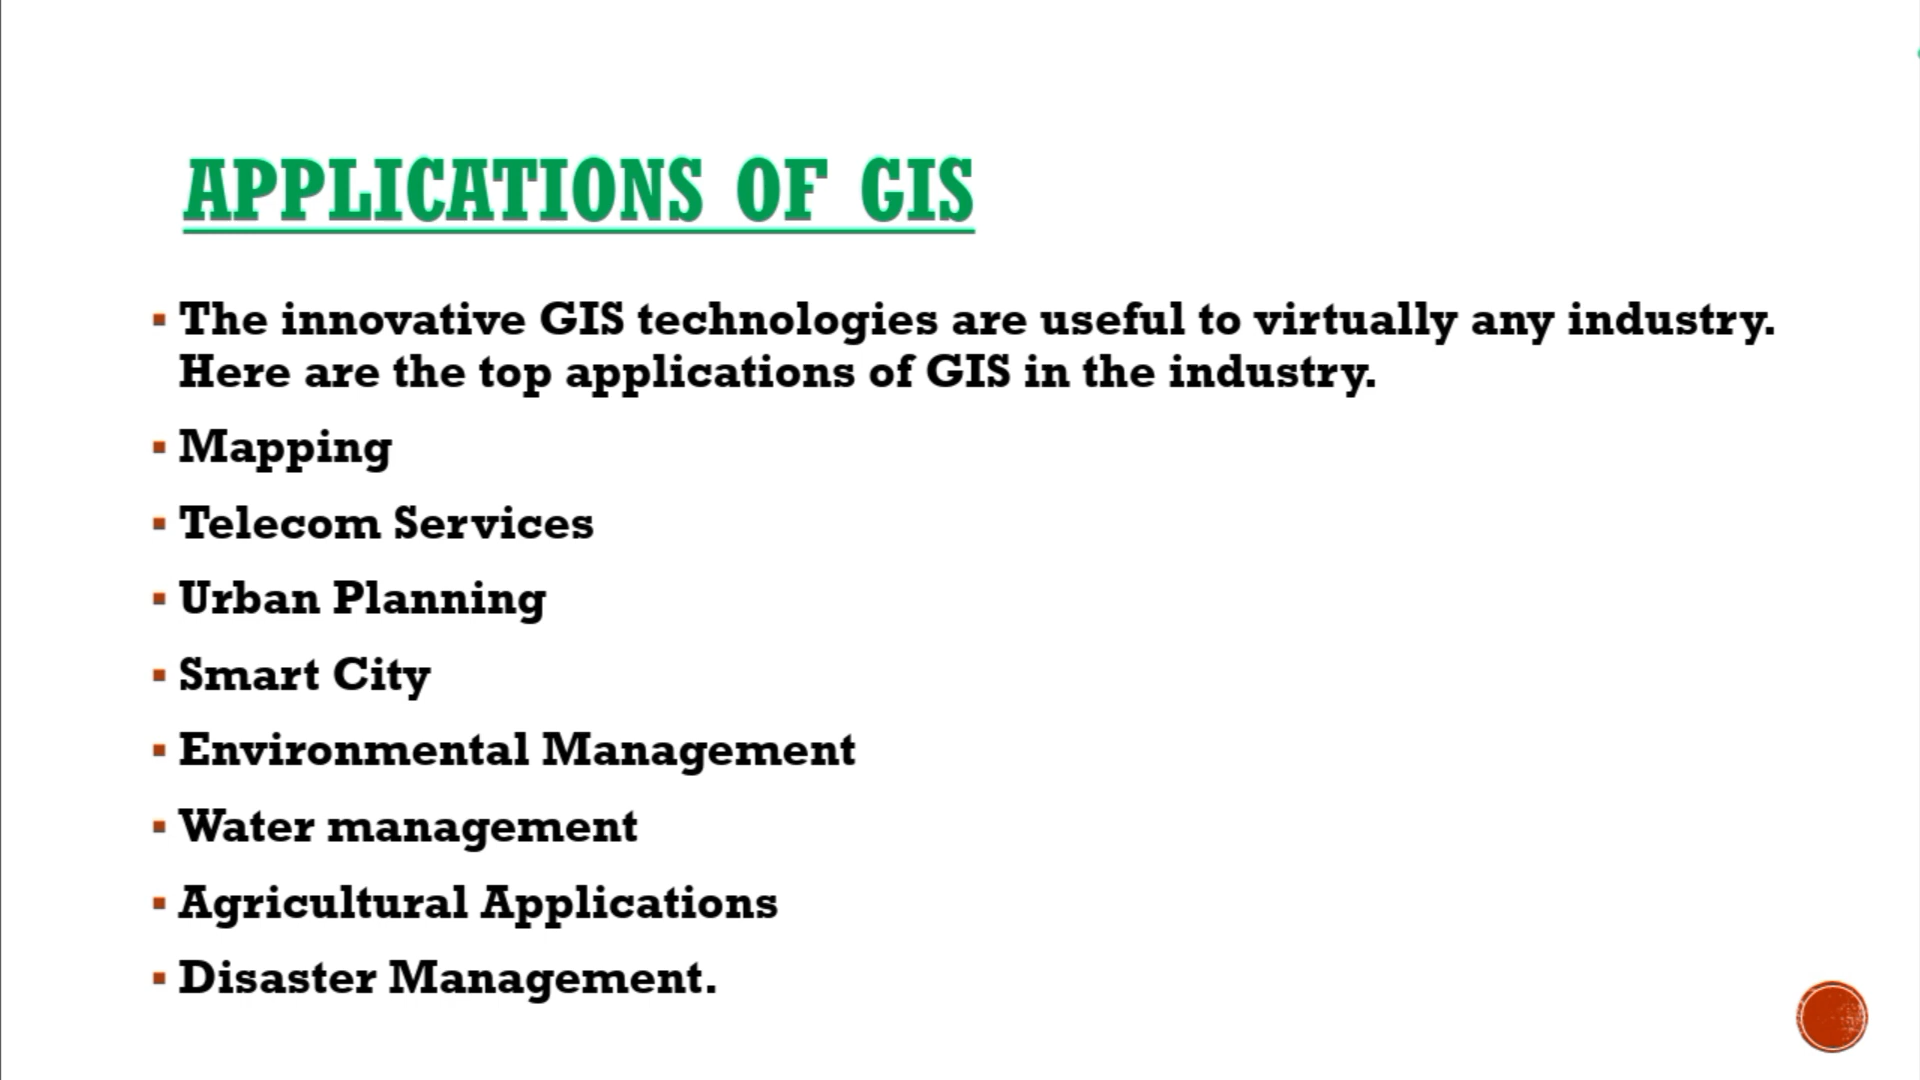 APPLICATIONS OF GIS
▪ The innovative GIS technologies are useful to virtually any industry.
Here are the top applications of GIS in the industry.
▪ Mapping
▪ Telecom Services
▪ Urban Planning
▪ Smart City
▪ Environmental Management
▪ Water management
▪ Agricultural Applications
▪ Disaster Management.